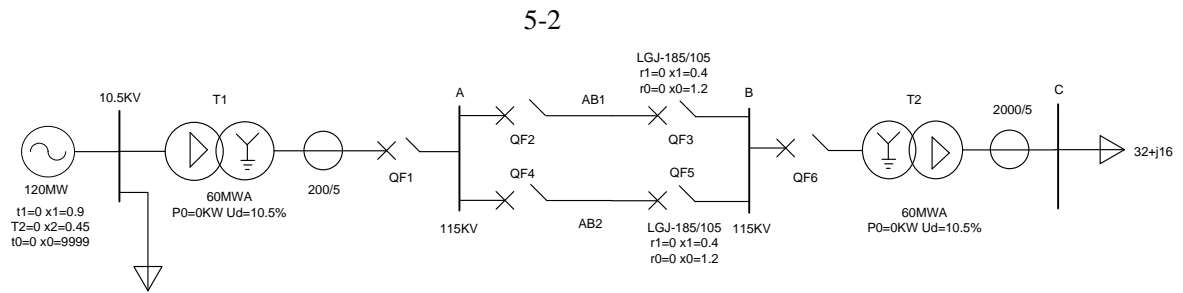 5-2
10.5KV
T1
120MW
t1=0 x1=0.9
T2=0 x2=0.45
t0=0 x0=9999
60MWA
P0=0KW Ud=10.5%
200/5
QF1
A
115KV
QF2
AB1
LGJ-185/105
r1=0 x1=0.4
r0=0 x0=1.2
QF3
QF4
AB2
QF5
LGJ-185/105
r1=0 x1=0.4
r0=0 x0=1.2
B
115KV
QF6
T2
60MWA
P0=0KW Ud=10.5%
2000/5
C
32+j16